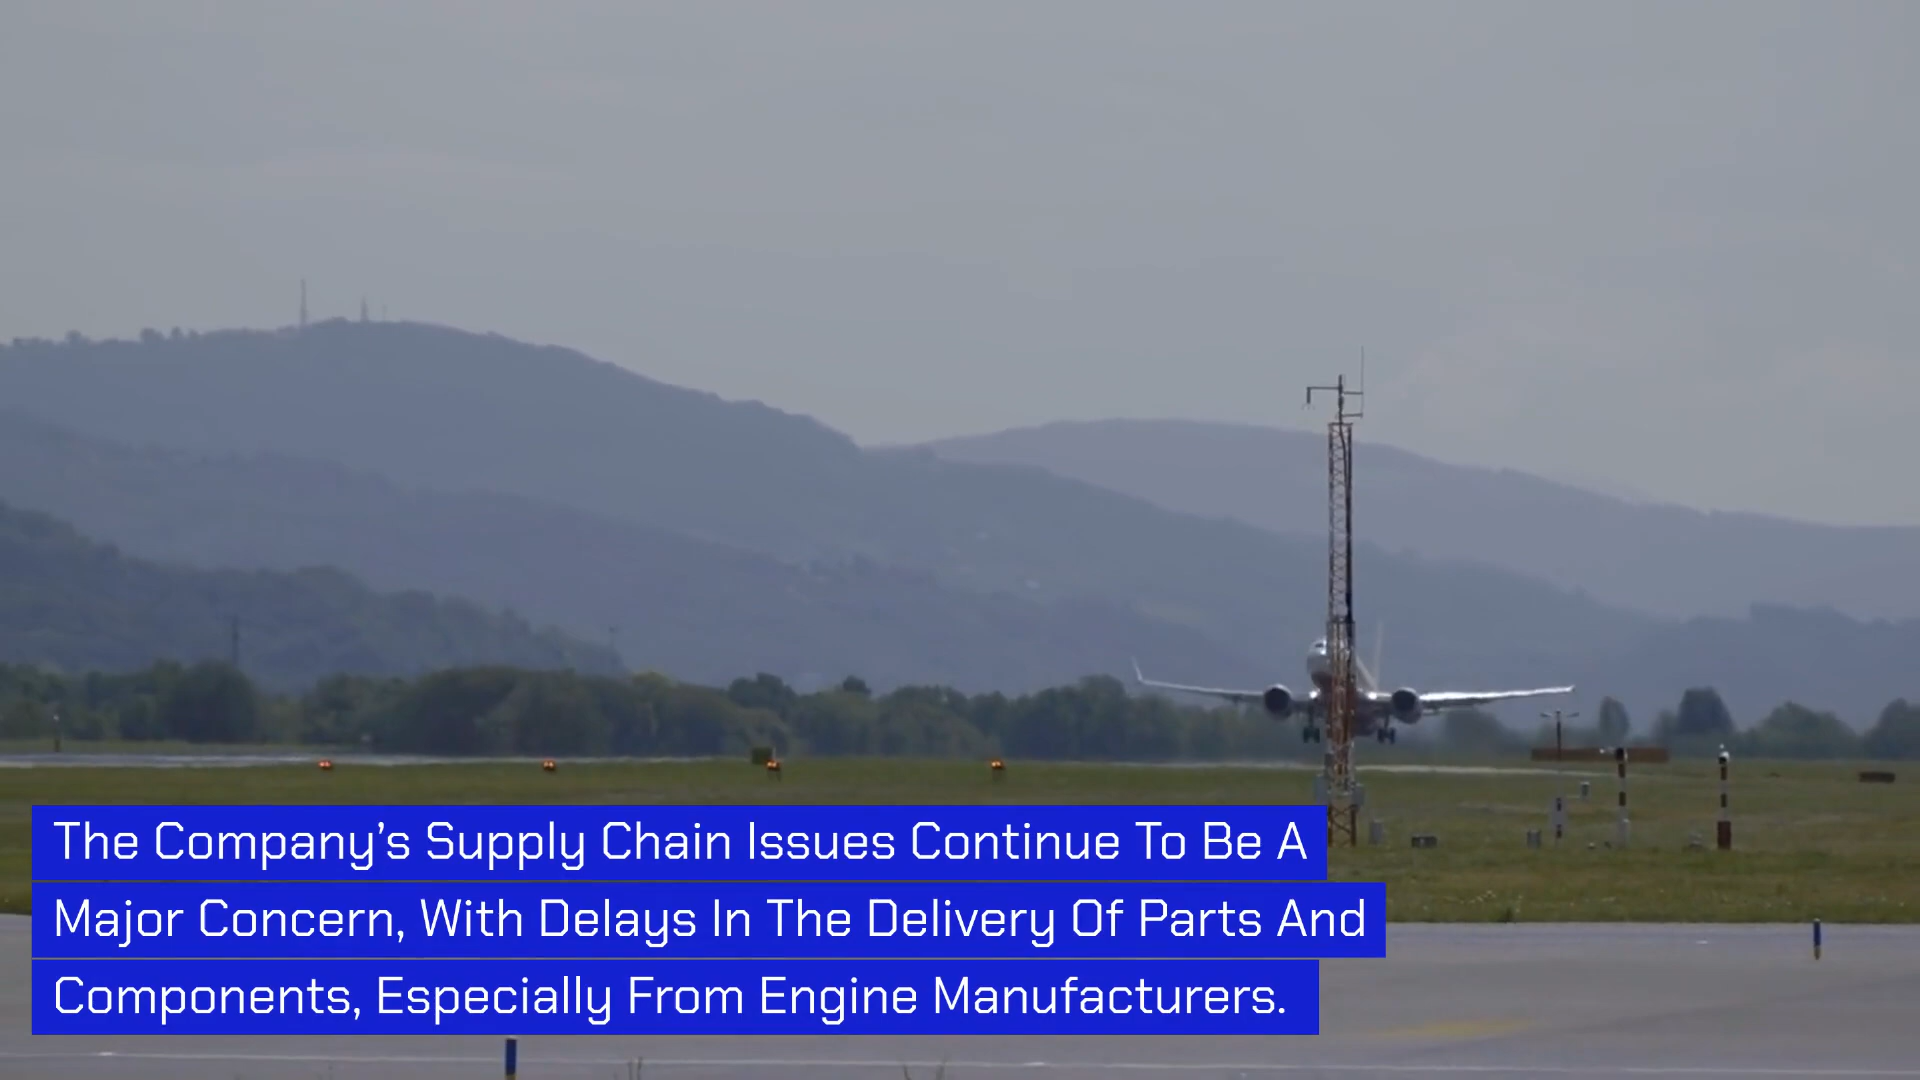 The Company’s Supply Chain Issues Continue To Be A
Major Concern, With Delays In The Delivery Of Parts And
Components, Especially From Engine Manufacturers.